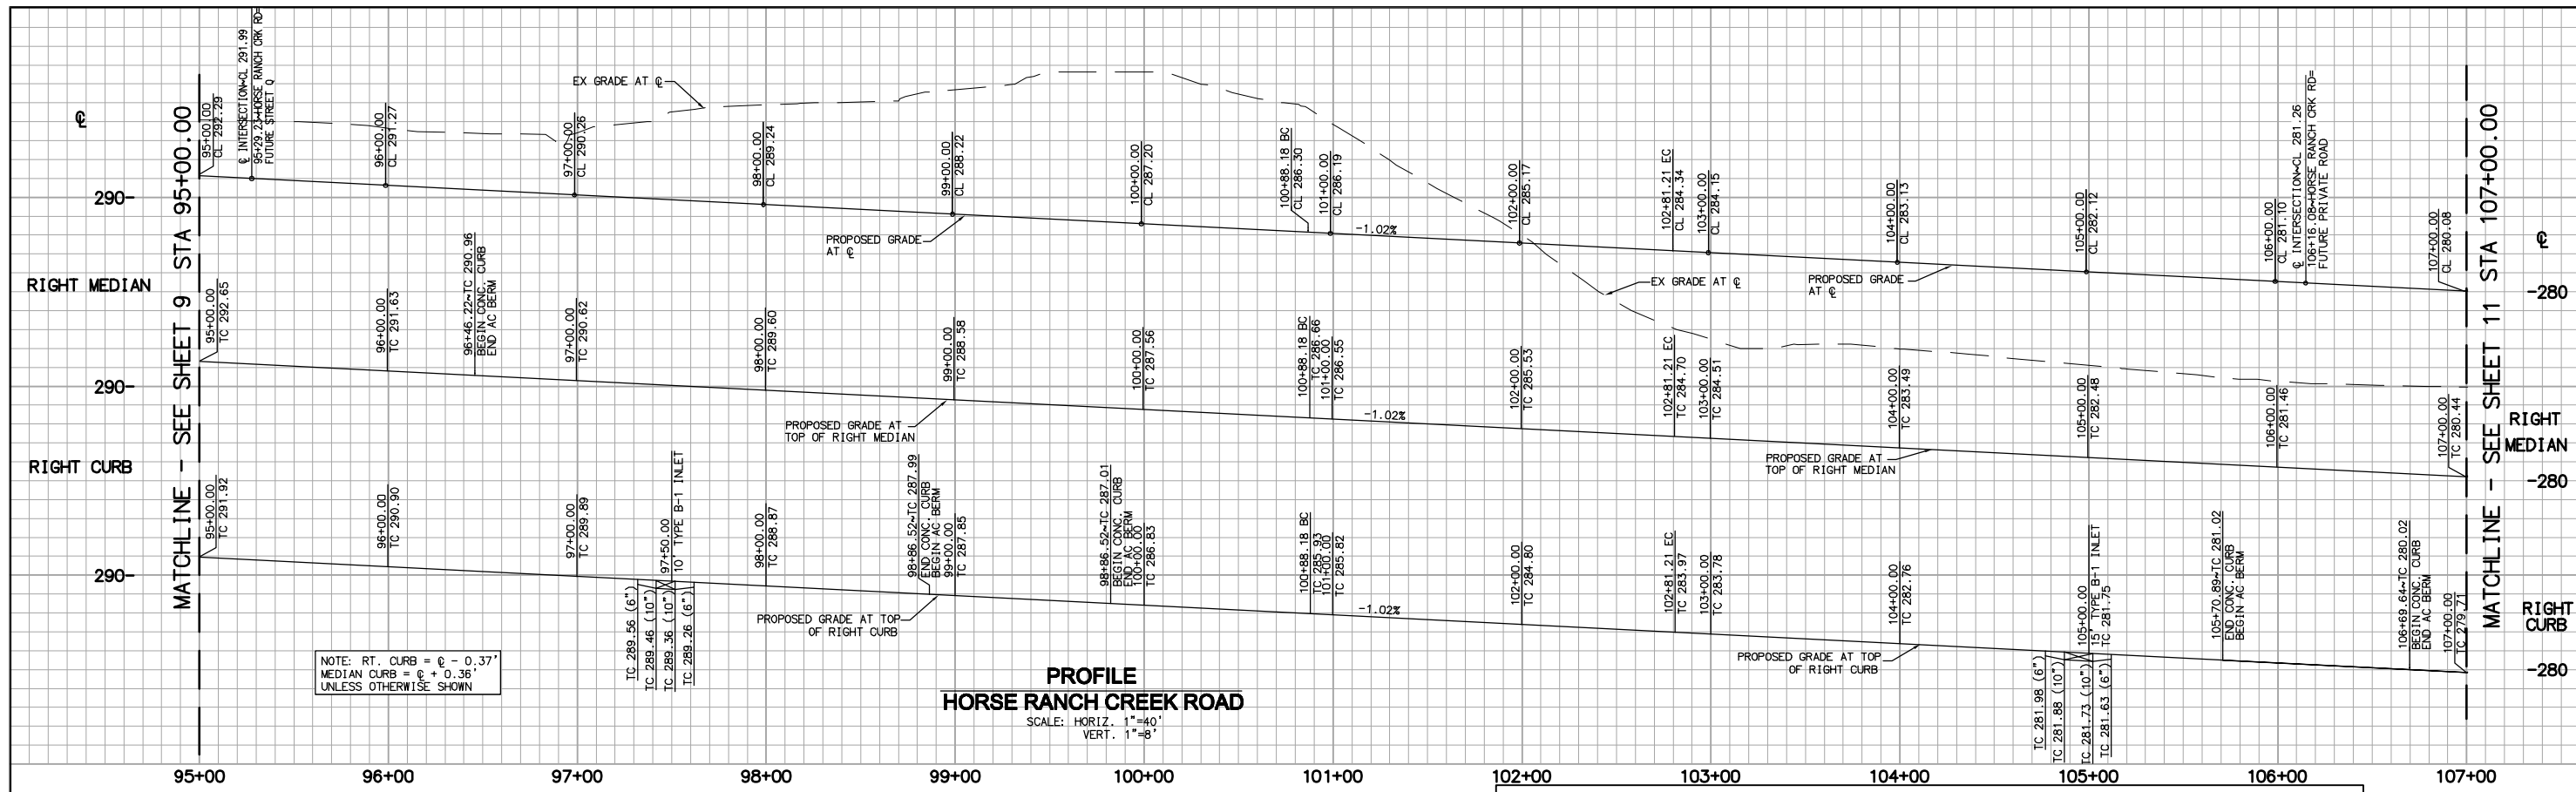 ℄
RIGHT MEDIAN
RIGHT CURB
290-
290-
290-
MATCHLINE - SEE SHEET 9 STA 95+00.00
95+00.00
CL 292.29
℄ INTERSECTION~CL 291.99
95+29.23~HORSE RANCH CRK RD=
FUTURE STREET Q
96+00.00
CL 291.27
EX GRADE AT ℄
97+00.00
CL 290.26
98+00.00
CL 289.24
PROPOSED GRADE
AT ℄
99+00.00
CL 288.22
100+00.00
CL 287.20
100+88.18 BC
CL 286.30
101+00.00
CL 286.19
-1.02%
102+00.00
CL 285.17
EX GRADE AT ℄
102+81.21 EC
CL 284.34
103+00.00
CL 284.15
PROPOSED GRADE
AT ℄
104+00.00
CL 283.13
105+00.00
CL 282.12
106+00.00
CL 281.10
℄ INTERSECTION~CL 281.26
106+16.08~HORSE RANCH CRK RD=
FUTURE PRIVATE ROAD
107+00.00
CL 280.08
95+00.00
TC 292.65
96+00.00
TC 291.63
96+46.22~TC 290.96
BEGIN CONC. CURB
END AC BERM
97+00.00
TC 290.62
98+00.00
TC 289.60
PROPOSED GRADE AT
TOP OF RIGHT MEDIAN
99+00.00
TC 288.58
100+00.00
TC 287.56
100+88.18 BC
TC 286.66
101+00.00
TC 286.55
-1.02%
102+00.00
TC 285.53
102+81.21 EC
TC 284.70
103+00.00
TC 284.51
PROPOSED GRADE AT
TOP OF RIGHT MEDIAN
104+00.00
TC 283.49
105+00.00
TC 282.48
106+00.00
TC 281.46
107+00.00
TC 280.44
95+00.00
TC 291.92
96+00.00
TC 290.90
97+00.00
TC 289.89
97+50.00
10' TYPE B-1 INLET
TC 289.56 (6")
TC 289.46 (10")
TC 289.36 (10")
TC 289.26 (6")
98+00.00
TC 288.87
PROPOSED GRADE AT TOP
OF RIGHT CURB
98+86.52~TC 287.99
END CONC. CURB
BEGIN AC BERM
99+00.00
TC 287.85
98+86.52~TC 287.01
BEGIN CONC. CURB
END AC BERM
100+00.00
TC 286.83
100+88.18 BC
TC 285.93
101+00.00
TC 285.82
-1.02%
102+00.00
TC 284.80
102+81.21 EC
TC 283.97
103+00.00
TC 283.78
PROPOSED GRADE AT TOP
OF RIGHT CURB
104+00.00
TC 282.76
105+00.00
15' TYPE B-1 INLET
TC 281.75
TC 281.98 (6")
TC 281.88 (10")
TC 281.73 (10")
TC 281.63 (6")
105+70.89~TC 281.02
END CONC. CURB
BEGIN AC BERM
106+69.64~TC 280.02
BEGIN CONC. CURB
END AC BERM
107+00.00
TC 279.71
MATCHLINE - SEE SHEET 11 STA 107+00.00
℄
-280
RIGHT
MEDIAN
-280
RIGHT
CURB
-280
NOTE: RT. CURB = ℄ - 0.37'
MEDIAN CURB = ℄ + 0.36'
UNLESS OTHERWISE SHOWN
PROFILE
HORSE RANCH CREEK ROAD
SCALE: HORIZ. 1"=40'
VERT. 1"=8'
95+00 96+00 97+00 98+00 99+00 100+00 101+00 102+00 103+00 104+00 105+00 106+00 107+00